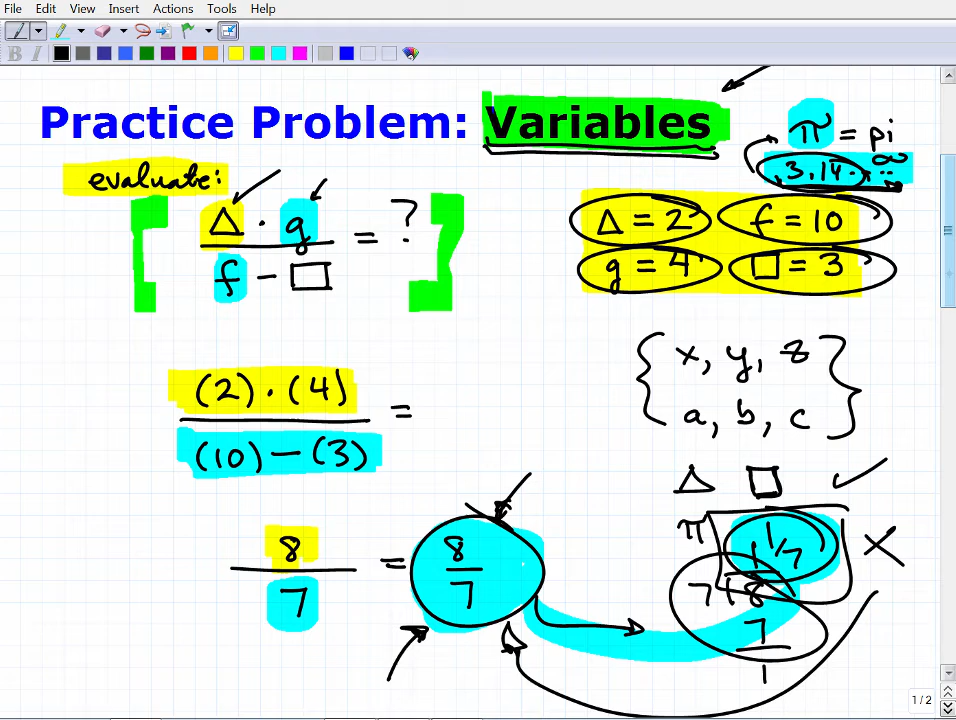 File Edit View Insert Actions Tools Help
B I
Practice Problem: Variables
π = pi
3.14...
∞
evaluate:
Δ · g
f − □
= ?
Δ = 2 f = 10
g = 4 □ = 3
(2) · (4)
(10) − (3)
=
{ x, y, z
a, b, c }
Δ □ ✓
8
7
=
8
7
π
1 1/7
X
7 8
7
1
1 / 2